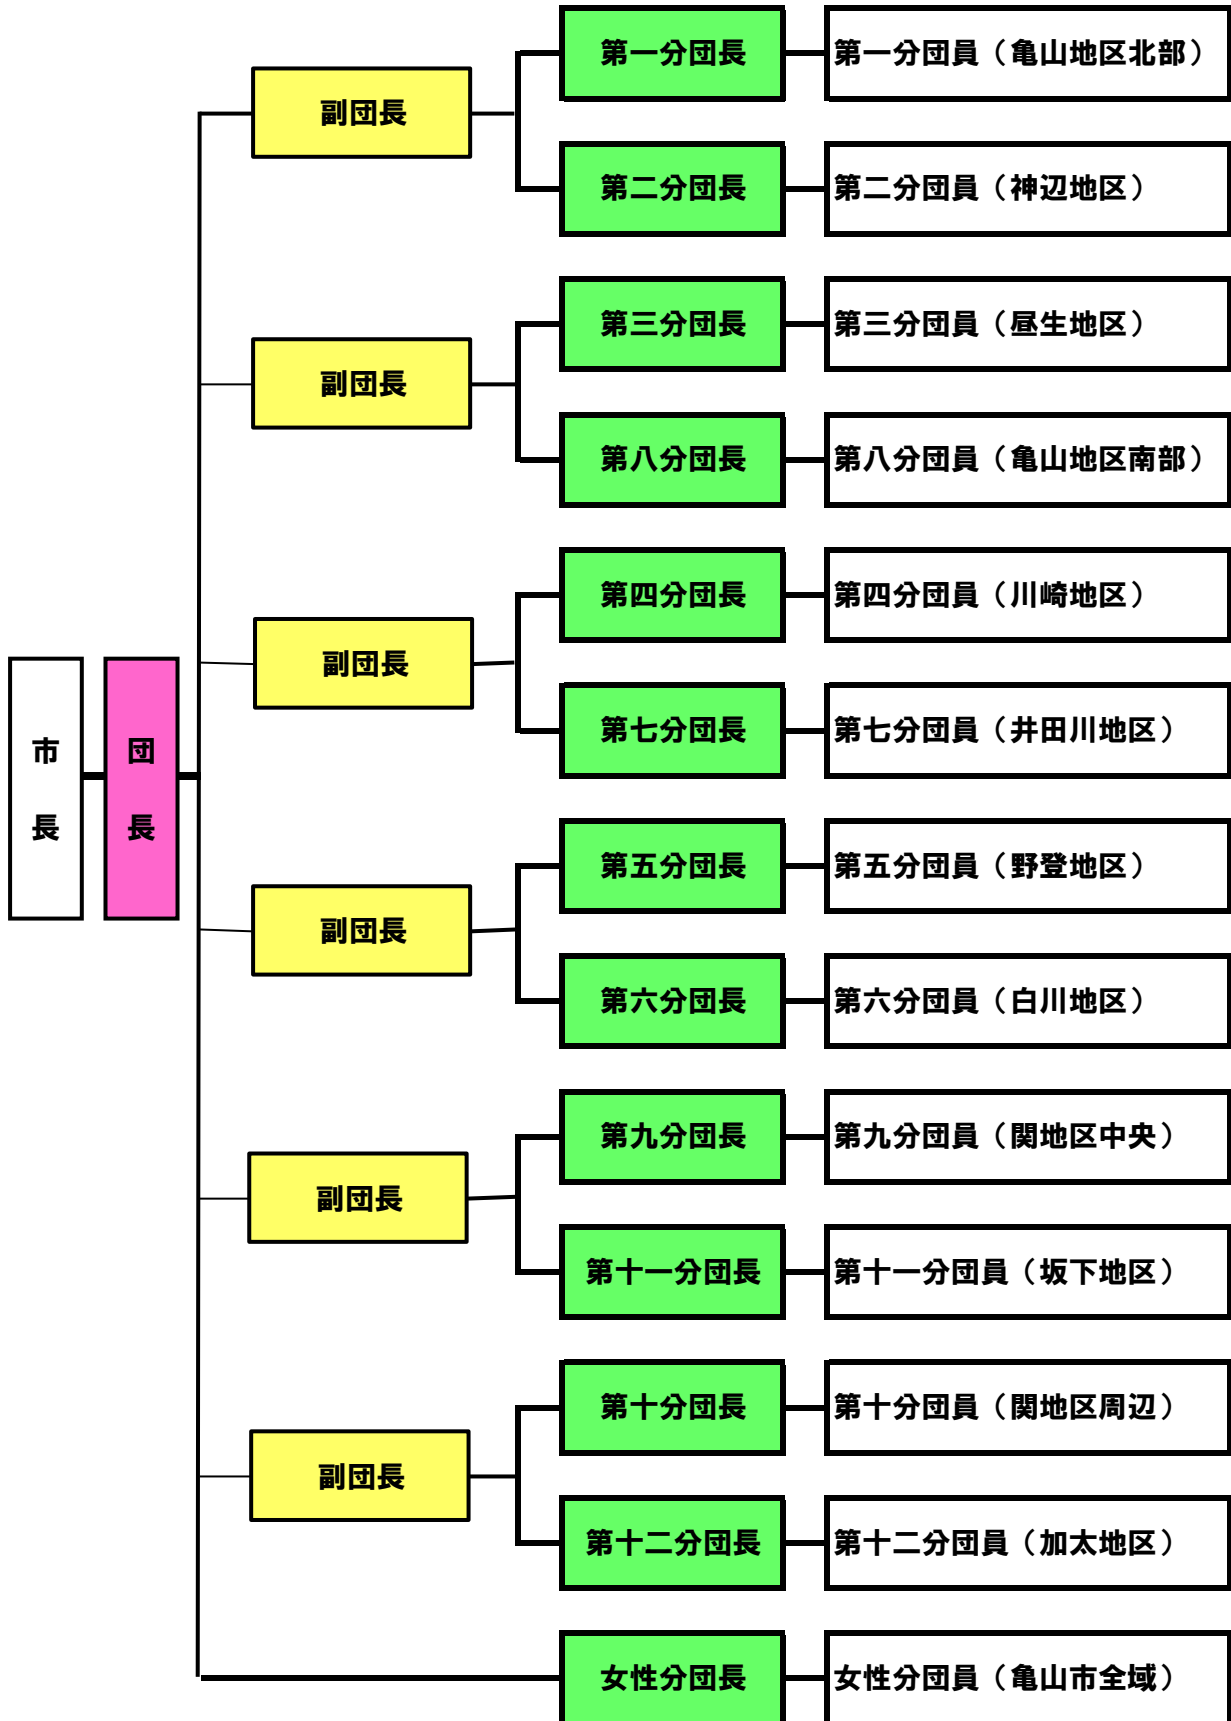 市長
団長
副団長
第一分団長
第一分団員（亀山地区北部）
第二分団長
第二分団員（神辺地区）
副団長
第三分団長
第三分団員（昼生地区）
第八分団長
第八分団員（亀山地区南部）
副団長
第四分団長
第四分団員（川崎地区）
第七分団長
第七分団員（井田川地区）
副団長
第五分団長
第五分団員（野登地区）
第六分団長
第六分団員（白川地区）
副団長
第九分団長
第九分団員（関地区中央）
第十一分団長
第十一分団員（坂下地区）
副団長
第十分団長
第十分団員（関地区周辺）
第十二分団長
第十二分団員（加太地区）
女性分団長
女性分団員（亀山市全域）